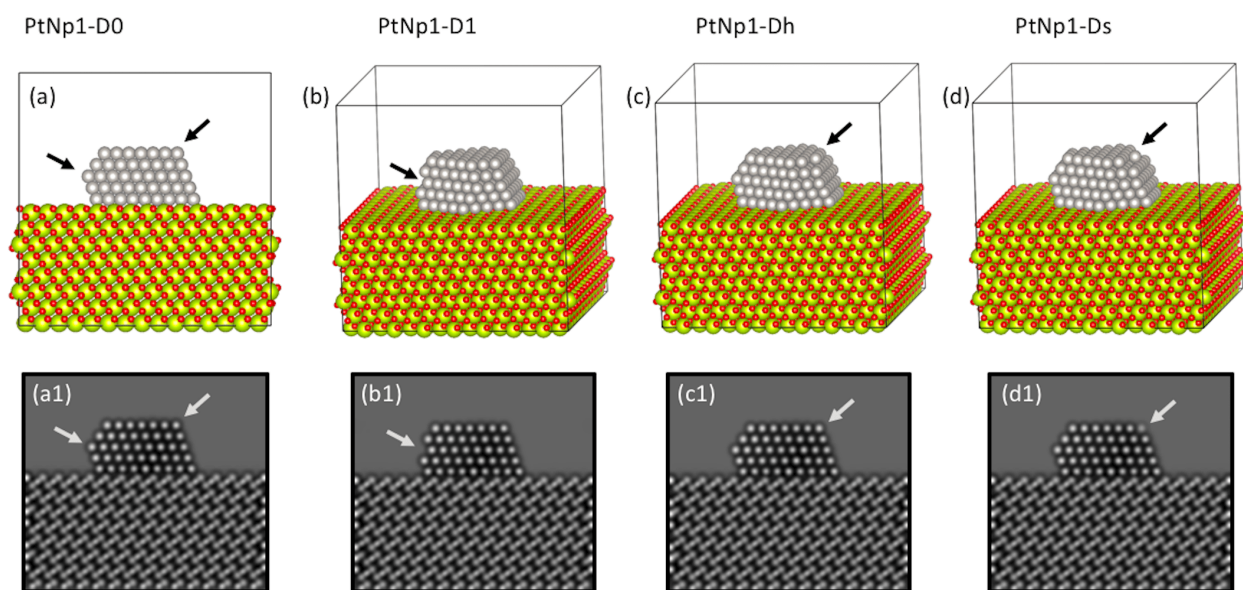 PtNp1-D0 PtNp1-D1 PtNp1-Dh PtNp1-Ds
(a) (b) (c) (d)
(a1) (b1) (c1) (d1)